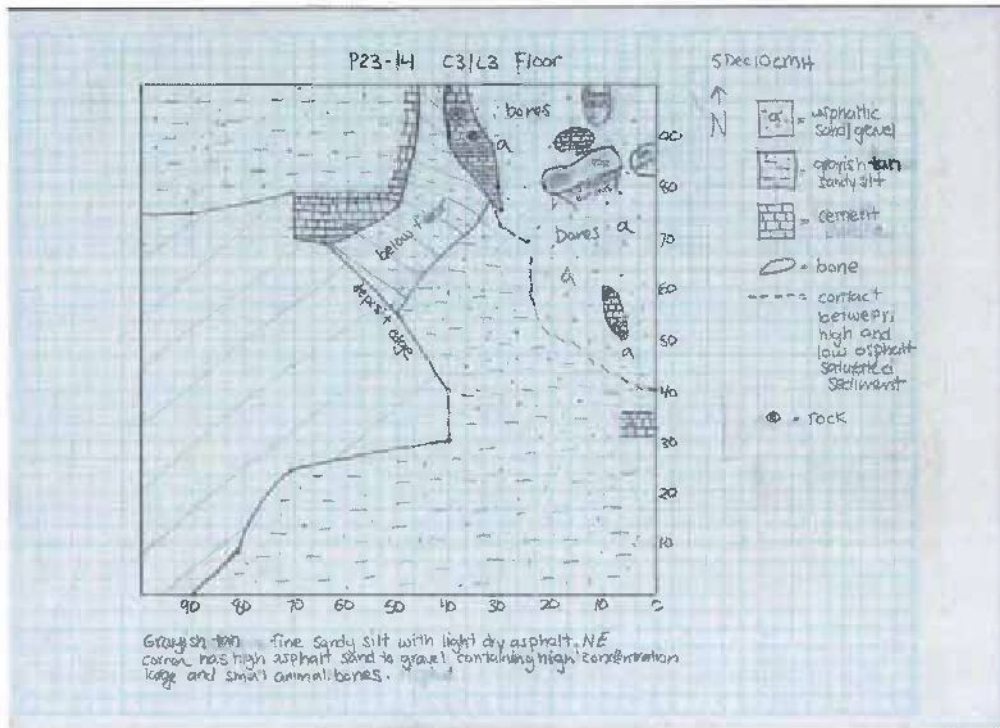 P23-14 C3/L3 Floor
5Dec10CMH
N
a = asphaltic
sand/gravel
= grayish tan
sandy silt
= cement
= bone
= contact
between
high and
low asphalt
saturated
sediment
= rock
bones
a
bones a
a
a
below floor
deposit edge
90
80
70
60
50
40
30
20
10
90 80 70 60 50 40 30 20 10 0
Grayish tan fine sandy silt with light dry asphalt. NE
corner has high asphalt sand to gravel containing high concentration
large and small animal bones.